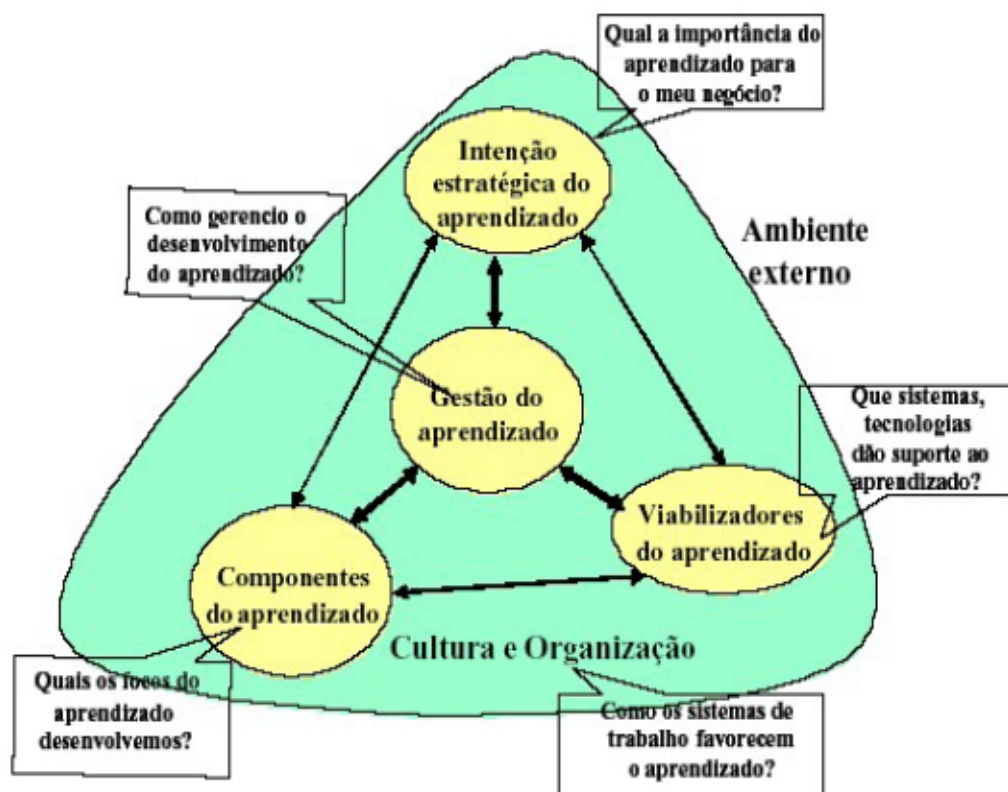 Qual a importância do
aprendizado para
o meu negócio?
Intenção
estratégica do
aprendizado
Como gerencio o
desenvolvimento
do aprendizado?
Ambiente
externo
Gestão do
aprendizado
Que sistemas,
tecnologias
dão suporte ao
aprendizado?
Viabilizadores
do aprendizado
Componentes
do aprendizado
Cultura e Organização
Quais os focos do
aprendizado
desenvolvemos?
Como os sistemas de
trabalho favorecem
o aprendizado?